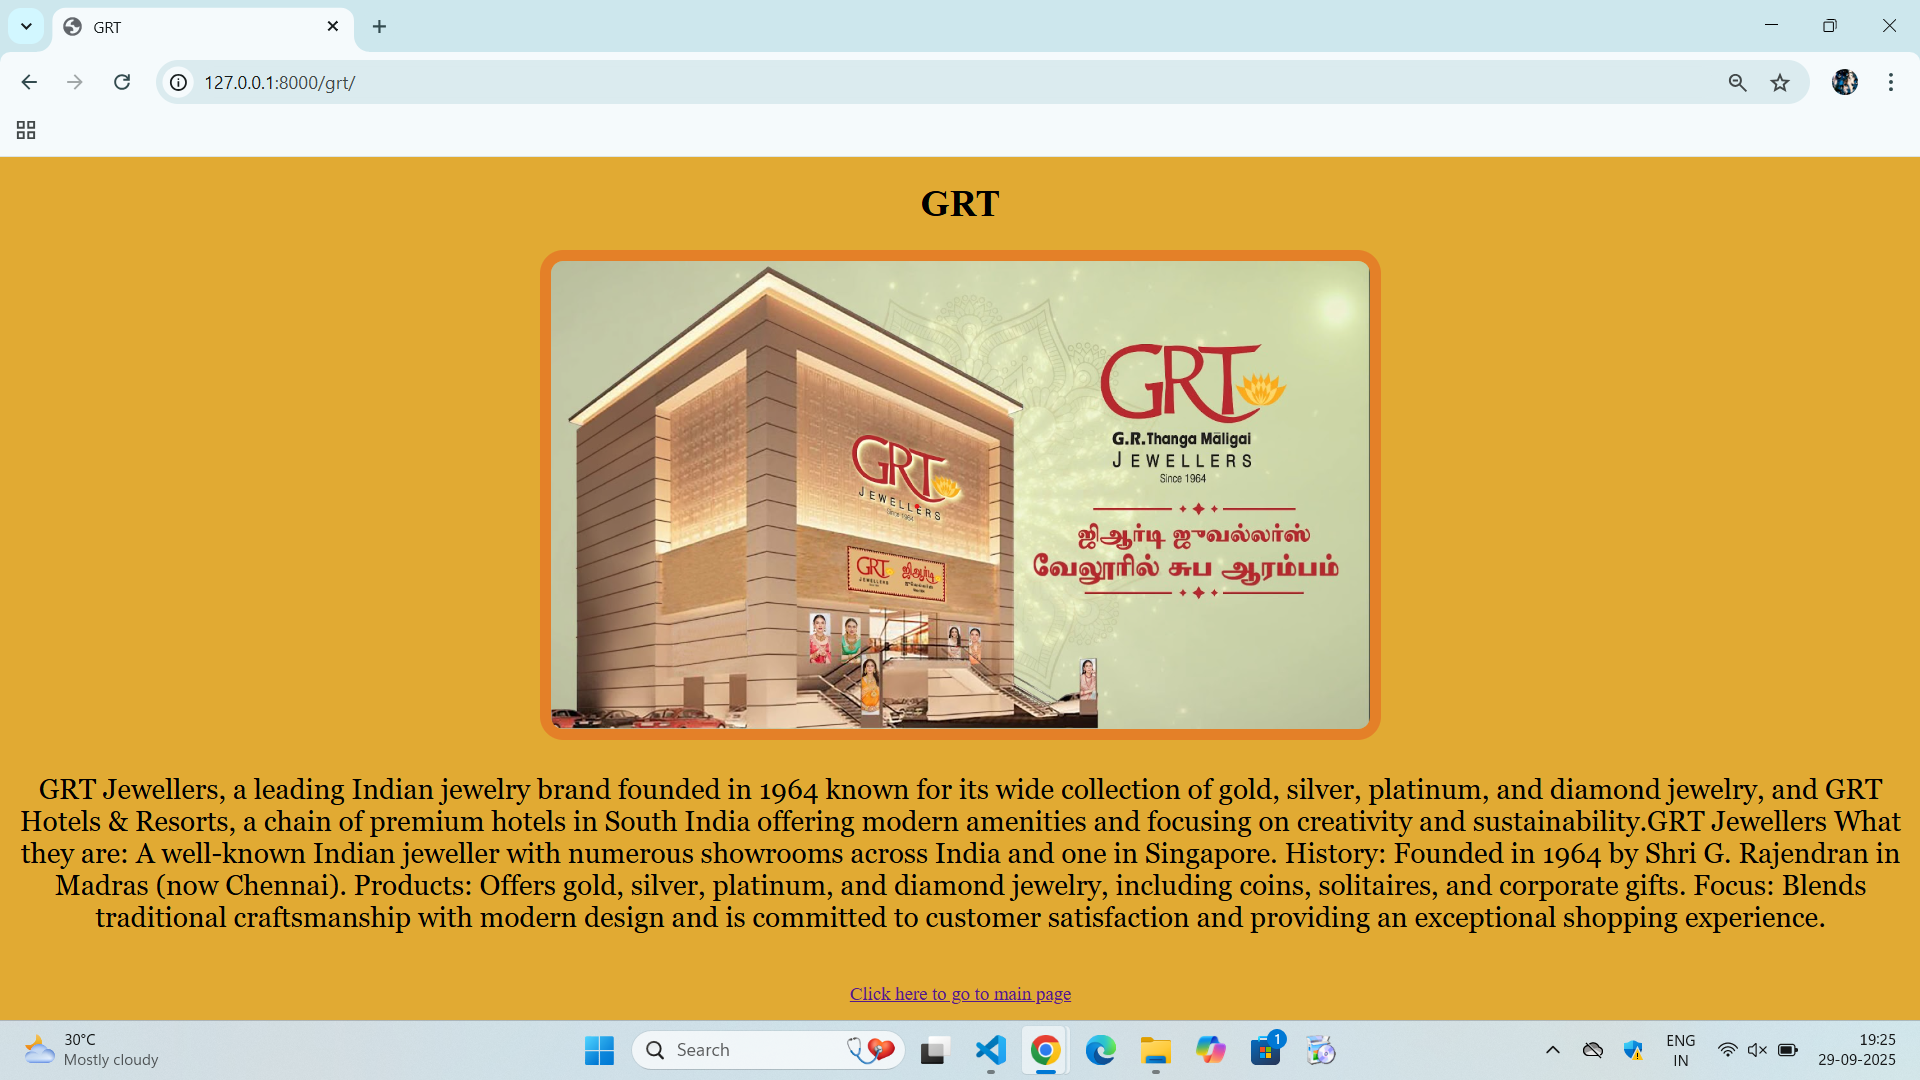 GRT
127.0.0.1:8000/grt/
GRT
GRT
G.R.Thanga Māligai
JEWELLERS
Since 1964
ஜிஆர்டி ஜுவல்லர்ஸ்
வேலூரில் சுப ஆரம்பம்
GRT
JEWELLERS
Since 1964
GRT
JEWELLERS
ஜிஆர்டி
GRT Jewellers, a leading Indian jewelry brand founded in 1964 known for its wide collection of gold, silver, platinum, and diamond jewelry, and GRT
Hotels & Resorts, a chain of premium hotels in South India offering modern amenities and focusing on creativity and sustainability.GRT Jewellers What
they are: A well-known Indian jeweller with numerous showrooms across India and one in Singapore. History: Founded in 1964 by Shri G. Rajendran in
Madras (now Chennai). Products: Offers gold, silver, platinum, and diamond jewelry, including coins, solitaires, and corporate gifts. Focus: Blends
traditional craftsmanship with modern design and is committed to customer satisfaction and providing an exceptional shopping experience.
Click here to go to main page
30°C
Mostly cloudy
Search
1
ENG
IN
19:25
29-09-2025